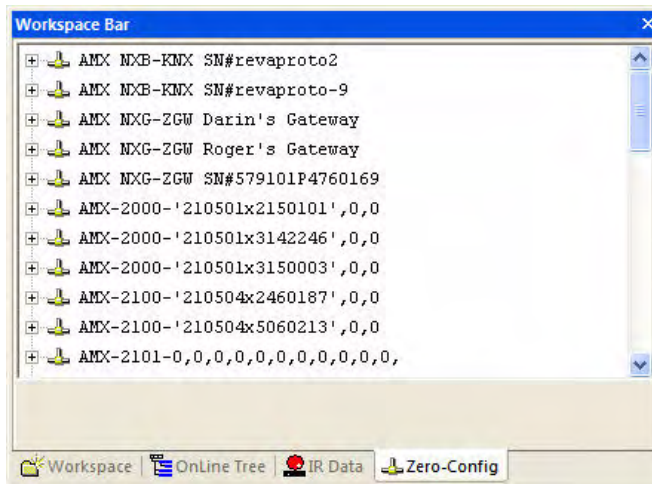 Workspace Bar
AMX NXB-KNX SN#revaproto2
AMX NXB-KNX SN#revaproto-9
AMX NXG-ZGW Darin's Gateway
AMX NXG-ZGW Roger's Gateway
AMX NXG-ZGW SN#579101P4760169
AMX-2000-'210501x2150101',0,0
AMX-2000-'210501x3142246',0,0
AMX-2000-'210501x3150003',0,0
AMX-2100-'210504x2460187',0,0
AMX-2100-'210504x5060213',0,0
AMX-2101-0,0,0,0,0,0,0,0,0,0,0,
Workspace OnLine Tree IR Data Zero-Config